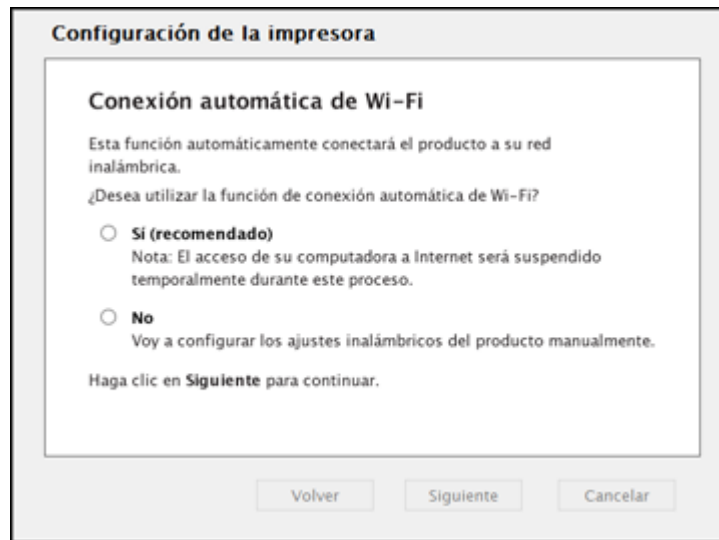 Configuración de la impresora
Conexión automática de Wi-Fi
Esta función automáticamente conectará el producto a su red
inalámbrica.
¿Desea utilizar la función de conexión automática de Wi-Fi?
Sí (recomendado)
Nota: El acceso de su computadora a Internet será suspendido
temporalmente durante este proceso.
No
Voy a configurar los ajustes inalámbricos del producto manualmente.
Haga clic en Siguiente para continuar.
Volver
Siguiente
Cancelar